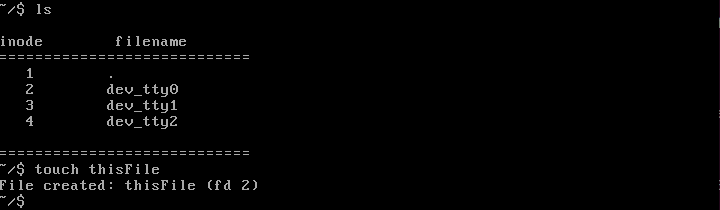 ~/$ ls
inode filename
============================
1 .
2 dev_tty0
3 dev_tty1
4 dev_tty2
============================
~/$ touch thisFile
File created: thisFile (fd 2)
~/$